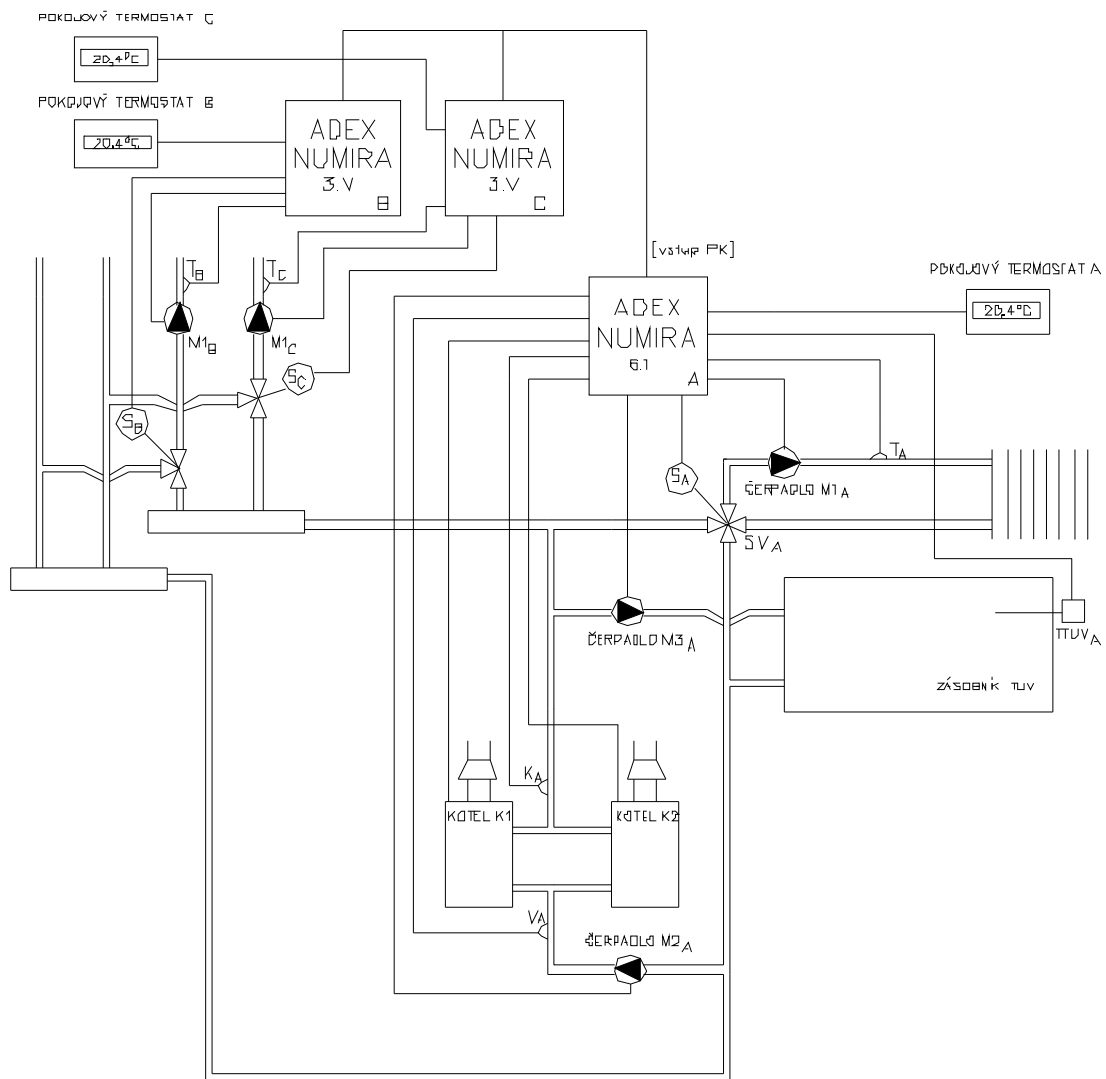 POKOJOVÝ TERMOSTAT C
20,4°C
POKOJOVÝ TERMOSTAT B
20,4°C
ADEX
NUMIRA
3.V
B
ADEX
NUMIRA
3.V
C
[vstup PK]
POKOJOVÝ TERMOSTAT A
20,4°C
ADEX
NUMIRA
6.1
A
TB
TC
M1B
M1C
SC
SB
SA
TA
ČERPADLO M1A
SVA
ČERPADLO M3A
TTUVA
ZÁSOBNÍK TUV
KA
KOTEL K1
KOTEL K2
VA
ČERPADLO M2A